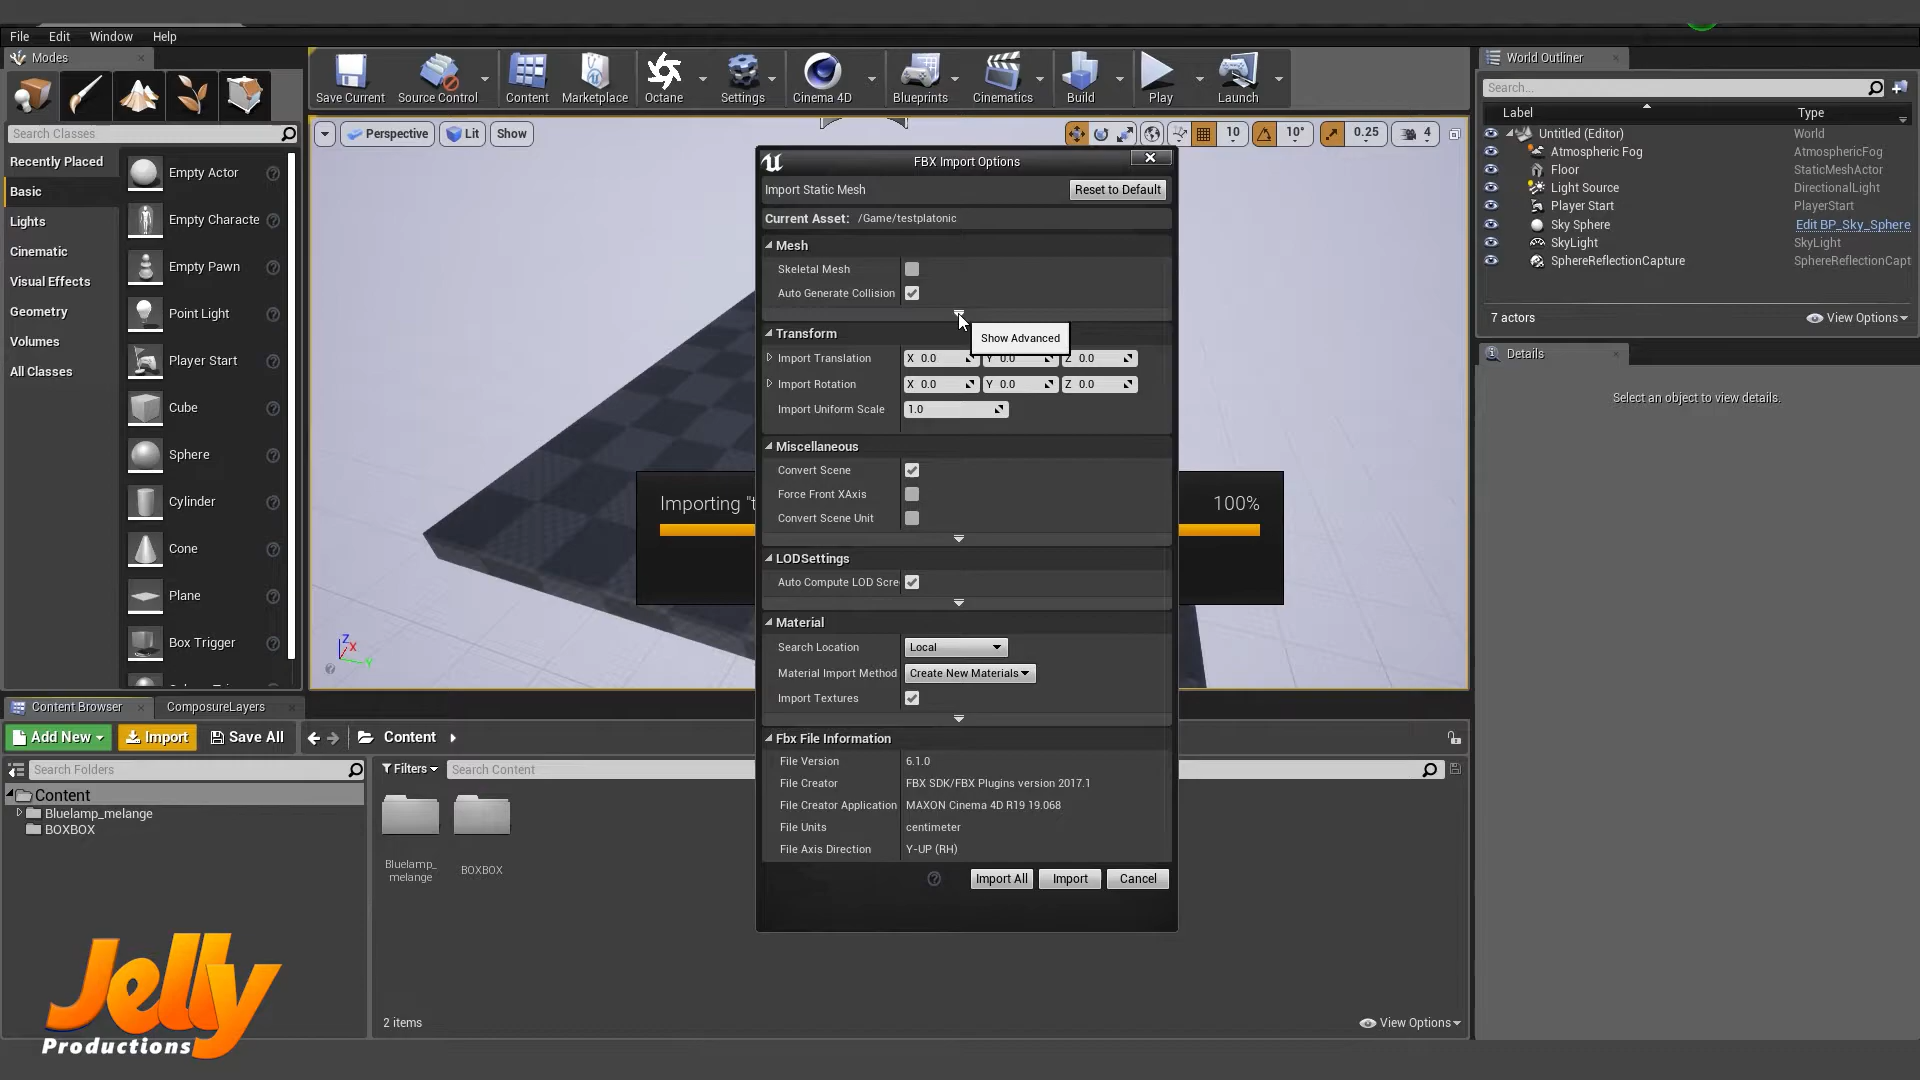 File Edit Window Help
Modes
Save Current
Source Control
Content
Marketplace
Octane
Settings
Cinema 4D
Blueprints
Cinematics
Build
Play
Launch
Search Classes
Recently Placed
Basic
Lights
Cinematic
Visual Effects
Geometry
Volumes
All Classes
Empty Actor
Empty Characte
Empty Pawn
Point Light
Player Start
Cube
Sphere
Cylinder
Cone
Plane
Box Trigger
Perspective
Lit
Show
10
10°
0.25
4
Z
X
Y
Importing "t
100%
FBX Import Options
Import Static Mesh
Reset to Default
Current Asset: /Game/testplatonic
Mesh
Skeletal Mesh
Auto Generate Collision
Show Advanced
Transform
Import Translation X 0.0 Y 0.0 Z 0.0
Import Rotation X 0.0 Y 0.0 Z 0.0
Import Uniform Scale 1.0
Miscellaneous
Convert Scene
Force Front XAxis
Convert Scene Unit
LODSettings
Auto Compute LOD Scre
Material
Search Location Local
Material Import Method Create New Materials
Import Textures
Fbx File Information
File Version 6.1.0
File Creator FBX SDK/FBX Plugins version 2017.1
File Creator Application MAXON Cinema 4D R19 19.068
File Units centimeter
File Axis Direction Y-UP (RH)
Import All
Import
Cancel
World Outliner
Search...
Label Type
Untitled (Editor) World
Atmospheric Fog AtmosphericFog
Floor StaticMeshActor
Light Source DirectionalLight
Player Start PlayerStart
Sky Sphere Edit BP_Sky_Sphere
SkyLight SkyLight
SphereReflectionCapture SphereReflectionCapt
7 actors
View Options
Details
Select an object to view details.
Content Browser
ComposureLayers
Add New
Import
Save All
Content
Search Folders
Filters
Search Content
Content
Bluelamp_melange
BOXBOX
Bluelamp_
melange
BOXBOX
2 items
View Options
Jelly
Productions